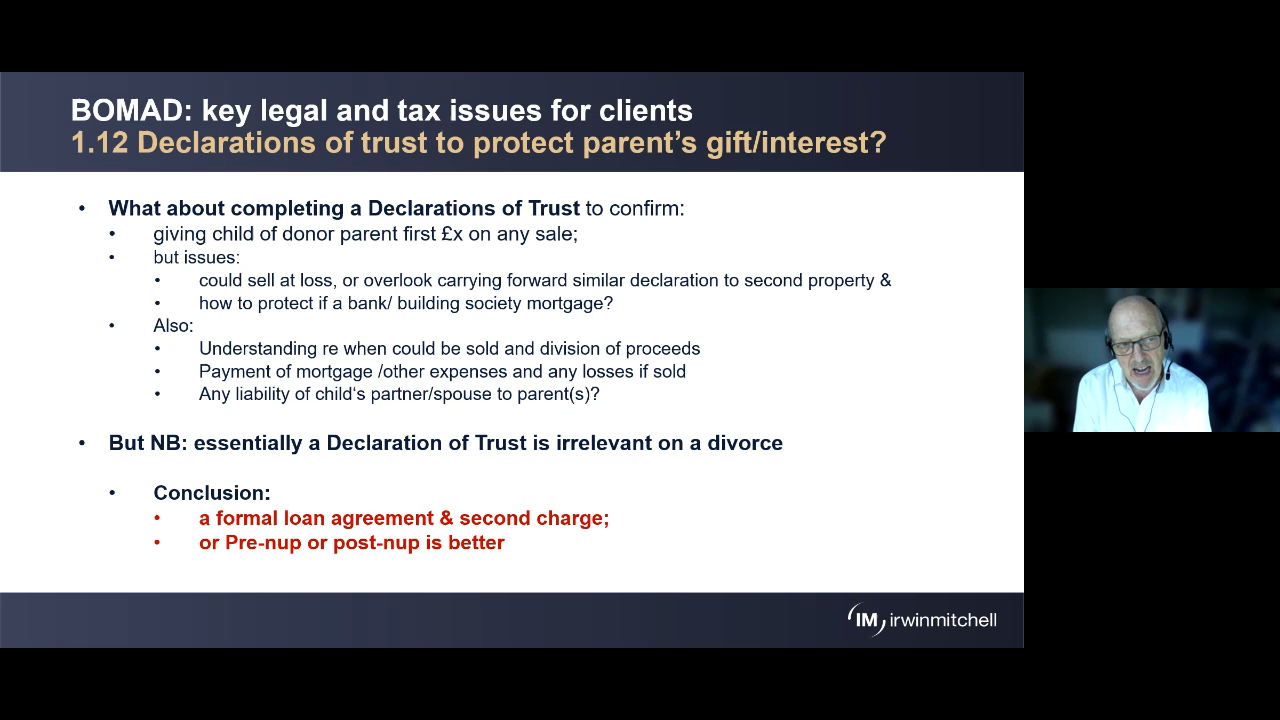 BOMAD: key legal and tax issues for clients
1.12 Declarations of trust to protect parent's gift/interest?
• What about completing a Declarations of Trust to confirm:
• giving child of donor parent first £x on any sale;
• but issues:
• could sell at loss, or overlook carrying forward similar declaration to second property &
• how to protect if a bank/ building society mortgage?
• Also:
• Understanding re when could be sold and division of proceeds
• Payment of mortgage /other expenses and any losses if sold
• Any liability of child's partner/spouse to parent(s)?
• But NB: essentially a Declaration of Trust is irrelevant on a divorce
• Conclusion:
• a formal loan agreement & second charge;
• or Pre-nup or post-nup is better
IM irwinmitchell